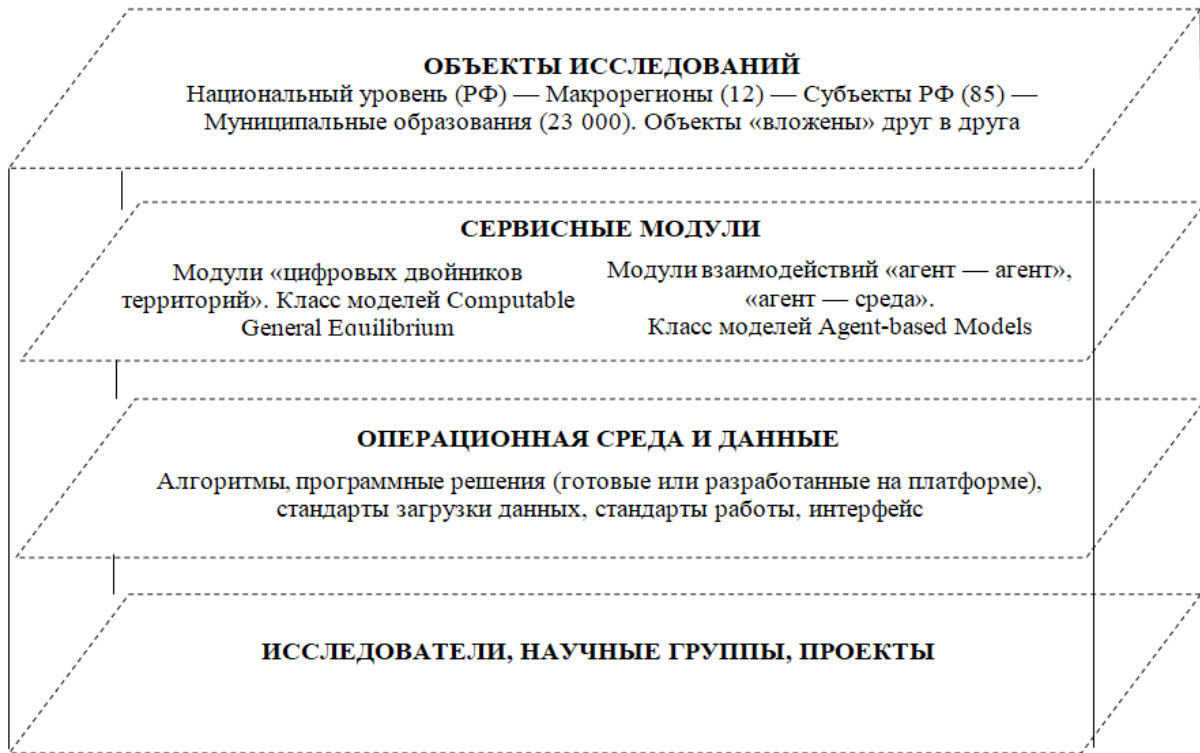 ОБЪЕКТЫ ИССЛЕДОВАНИЙ
Национальный уровень (РФ) — Макрорегионы (12) — Субъекты РФ (85) —
Муниципальные образования (23 000). Объекты «вложены» друг в друга
СЕРВИСНЫЕ МОДУЛИ
Модули «цифровых двойников
территорий». Класс моделей Computable
General Equilibrium
Модули взаимодействий «агент — агент»,
«агент — среда».
Класс моделей Agent-based Models
ОПЕРАЦИОННАЯ СРЕДА И ДАННЫЕ
Алгоритмы, программные решения (готовые или разработанные на платформе),
стандарты загрузки данных, стандарты работы, интерфейс
ИССЛЕДОВАТЕЛИ, НАУЧНЫЕ ГРУППЫ, ПРОЕКТЫ